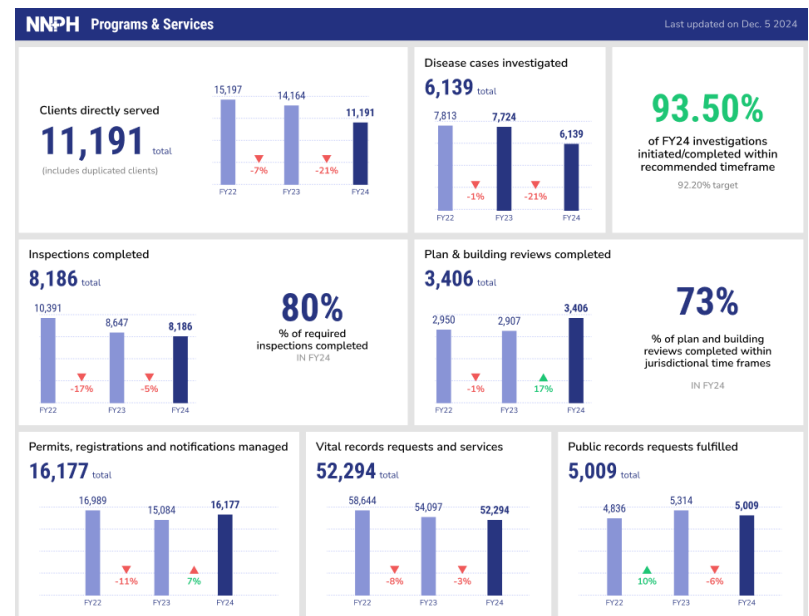 NNPH Programs & Services
Last updated on Dec. 5 2024
Clients directly served
11,191 total
(includes duplicated clients)
15,197
14,164
11,191
-7%
-21%
FY22
FY23
FY24
Disease cases investigated
6,139 total
7,813
7,724
6,139
-1%
-21%
FY22
FY23
FY24
93.50%
of FY24 investigations
initiated/completed within
recommended timeframe
92.20% target
Inspections completed
8,186 total
10,391
8,647
8,186
-17%
-5%
FY22
FY23
FY24
80%
% of required
inspections completed
IN FY24
Plan & building reviews completed
3,406 total
2,950
2,907
3,406
-1%
17%
FY22
FY23
FY24
73%
% of plan and building
reviews completed within
jurisdictional time frames
IN FY24
Permits, registrations and notifications managed
16,177 total
16,989
15,084
16,177
-11%
7%
FY22
FY23
FY24
Vital records requests and services
52,294 total
58,644
54,097
52,294
-8%
-3%
FY22
FY23
FY24
Public records requests fulfilled
5,009 total
4,836
5,314
5,009
10%
-6%
FY22
FY23
FY24